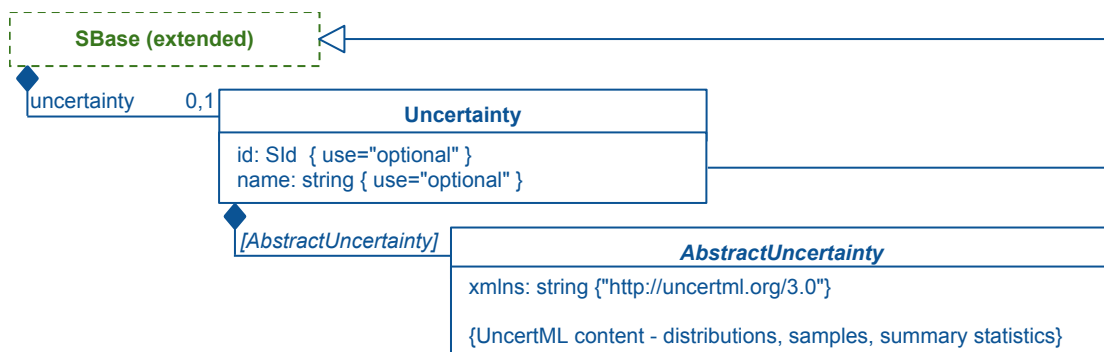 SBase (extended)
uncertainty 0,1
Uncertainty
id: SId { use="optional" }
name: string { use="optional" }
[AbstractUncertainty]
AbstractUncertainty
xmlns: string {"http://uncertml.org/3.0"}
{UncertML content - distributions, samples, summary statistics}